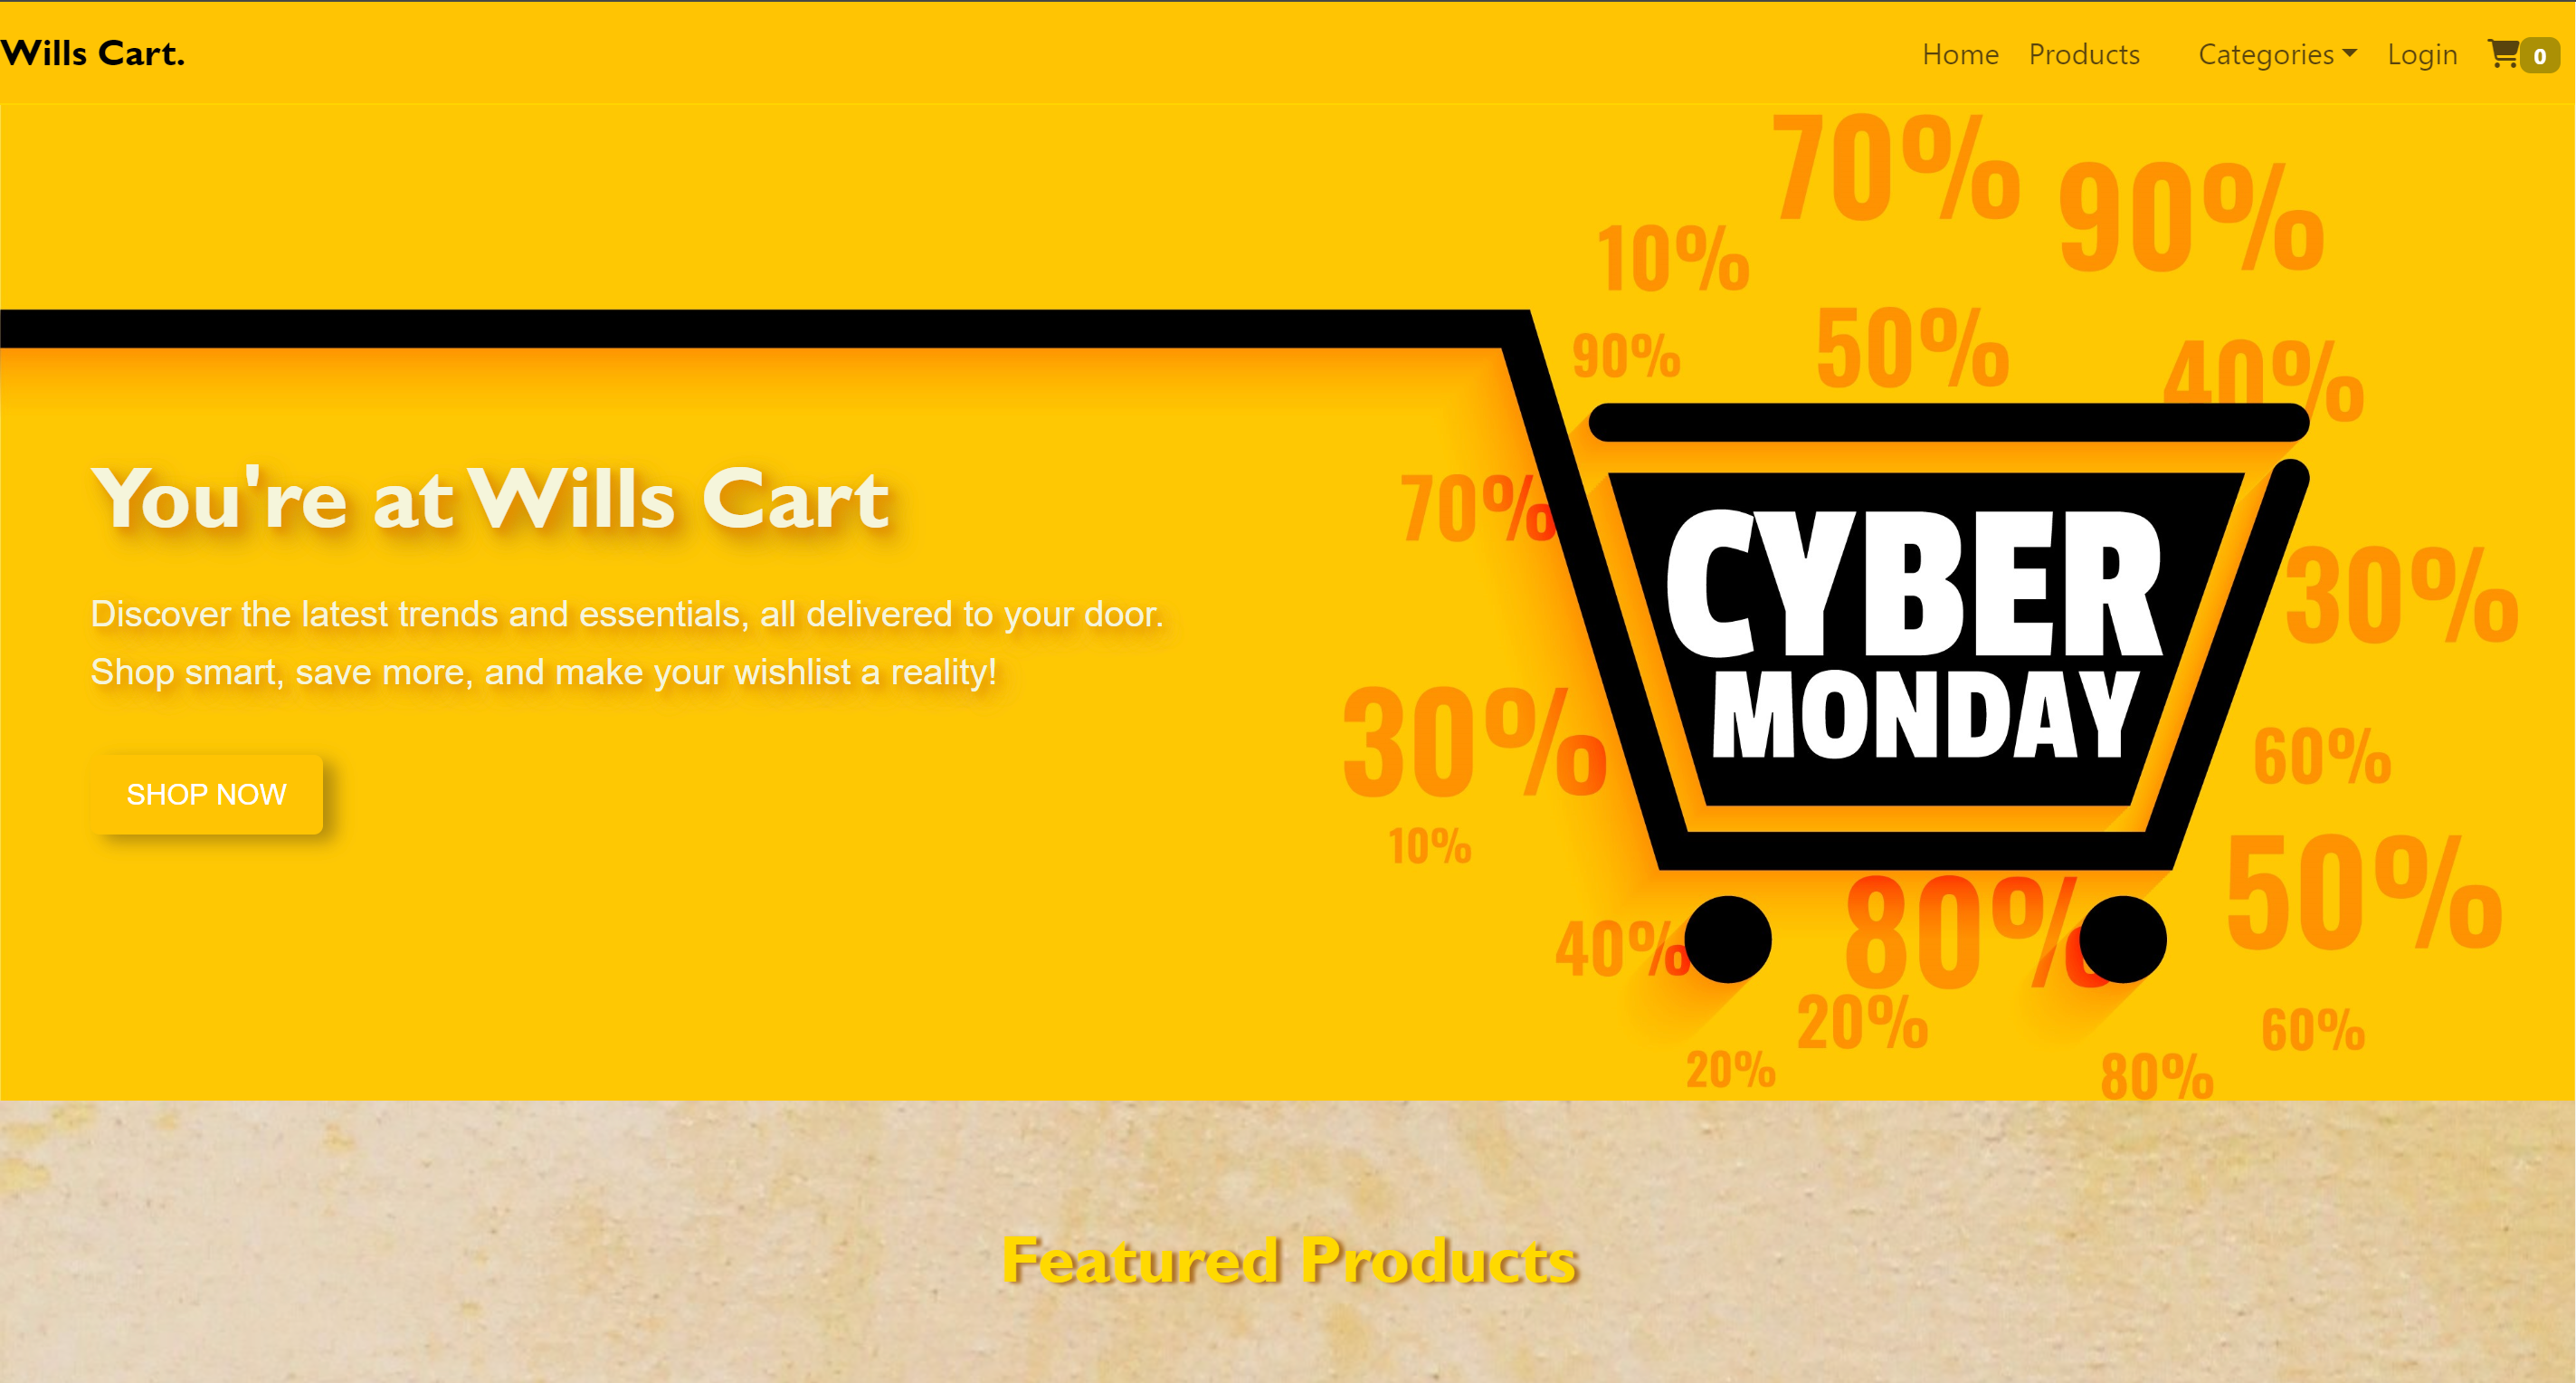 Wills Cart.
Home Products Categories Login 0
70%
90%
10%
50%
90%
40%
You're at Wills Cart
70%
CYBER
30%
Discover the latest trends and essentials, all delivered to your door.
Shop smart, save more, and make your wishlist a reality!
MONDAY
30%
60%
SHOP NOW
10%
50%
40%
80%
20%
60%
20%
80%
Featured Products